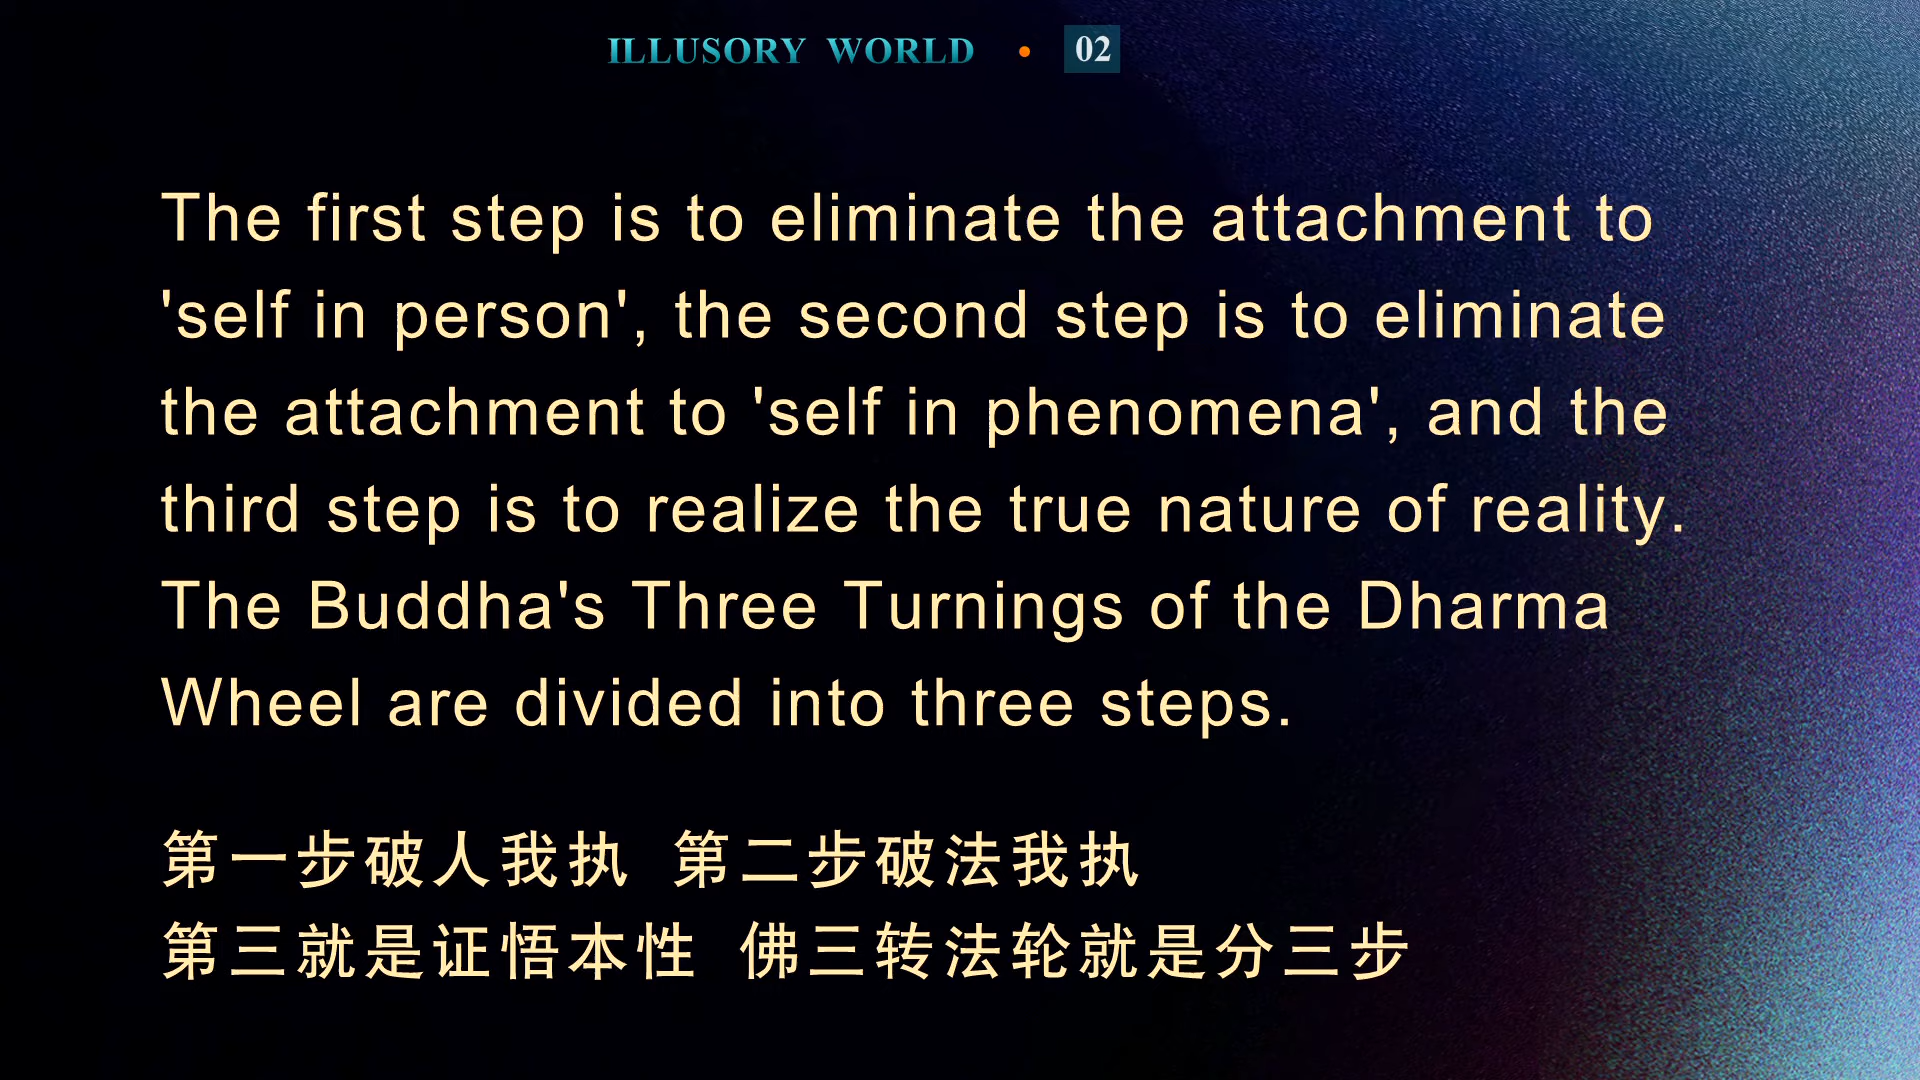 ILLUSORY WORLD • 02
The first step is to eliminate the attachment to
'self in person', the second step is to eliminate
the attachment to 'self in phenomena', and the
third step is to realize the true nature of reality.
The Buddha's Three Turnings of the Dharma
Wheel are divided into three steps.
第一步破人我执 第二步破法我执
第三就是证悟本性 佛三转法轮就是分三步